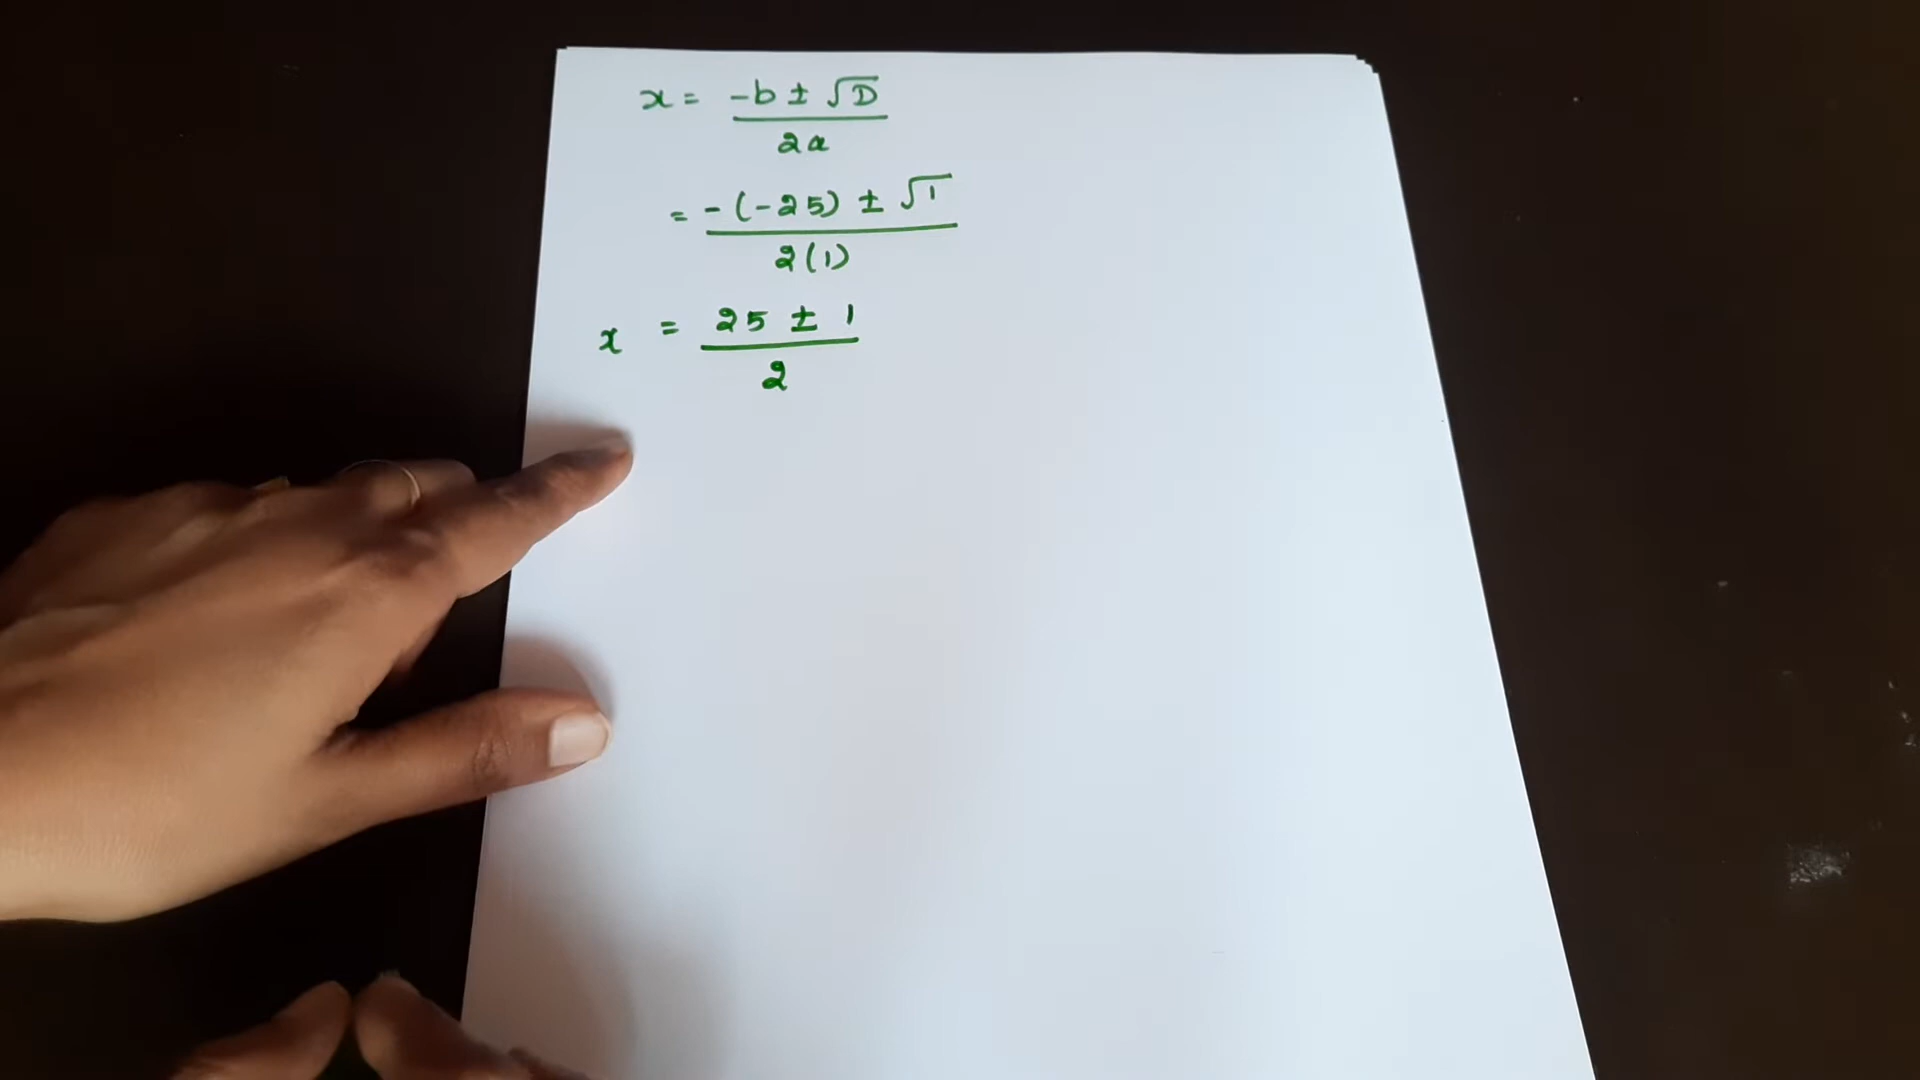 x = -b ± √D
2a
= -(-25) ± √1
2(1)
x = 25 ± 1
2